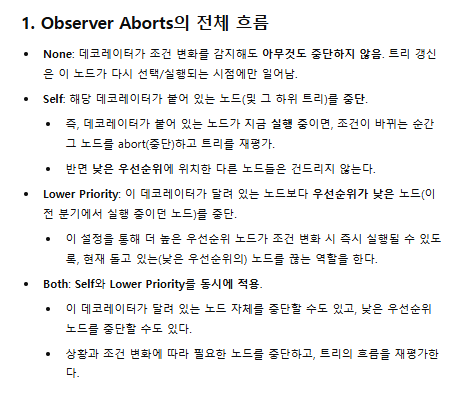 1. Observer Aborts의 전체 흐름
• None: 데코레이터가 조건 변화를 감지해도 아무것도 중단하지 않음. 트리 갱신
은 이 노드가 다시 선택/실행되는 시점에만 일어남.
• Self: 해당 데코레이터가 붙어 있는 노드(및 그 하위 트리)를 중단.
• 즉, 데코레이터가 붙어 있는 노드가 지금 실행 중이면, 조건이 바뀌는 순간
그 노드를 abort(중단)하고 트리를 재평가.
• 반면 낮은 우선순위에 위치한 다른 노드들은 건드리지 않는다.
• Lower Priority: 이 데코레이터가 달려 있는 노드보다 우선순위가 낮은 노드(이
전 분기에서 실행 중이던 노드)를 중단.
• 이 설정을 통해 더 높은 우선순위 노드가 조건 변화 시 즉시 실행될 수 있도
록, 현재 돌고 있는(낮은 우선순위의) 노드를 끊는 역할을 한다.
• Both: Self와 Lower Priority를 동시에 적용.
• 이 데코레이터가 달려 있는 노드 자체를 중단할 수도 있고, 낮은 우선순위
노드를 중단할 수도 있다.
• 상황과 조건 변화에 따라 필요한 노드를 중단하고, 트리의 흐름을 재평가한
다.